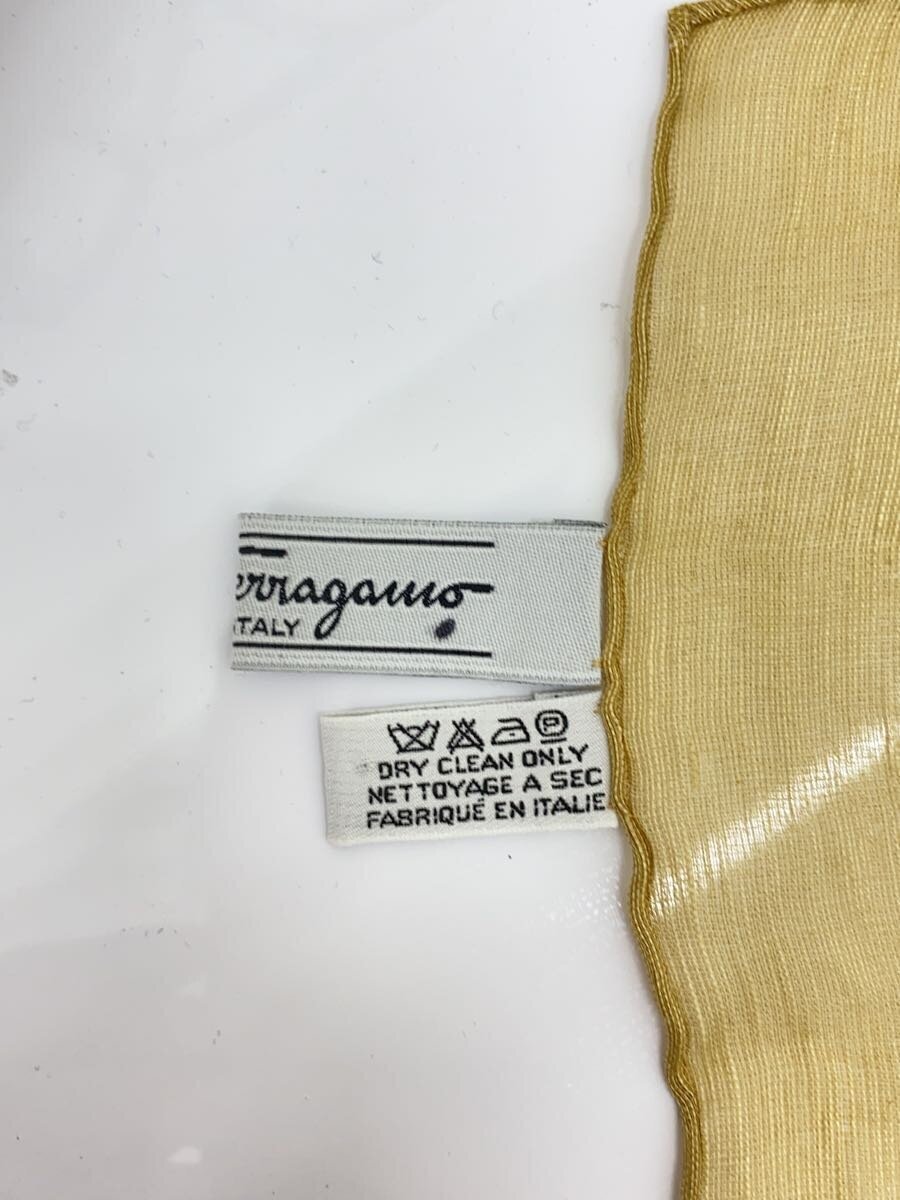 erragamo
ITALY
P
DRY CLEAN ONLY
NETTOYAGE A SEC
FABRIQUÉ EN ITALIE